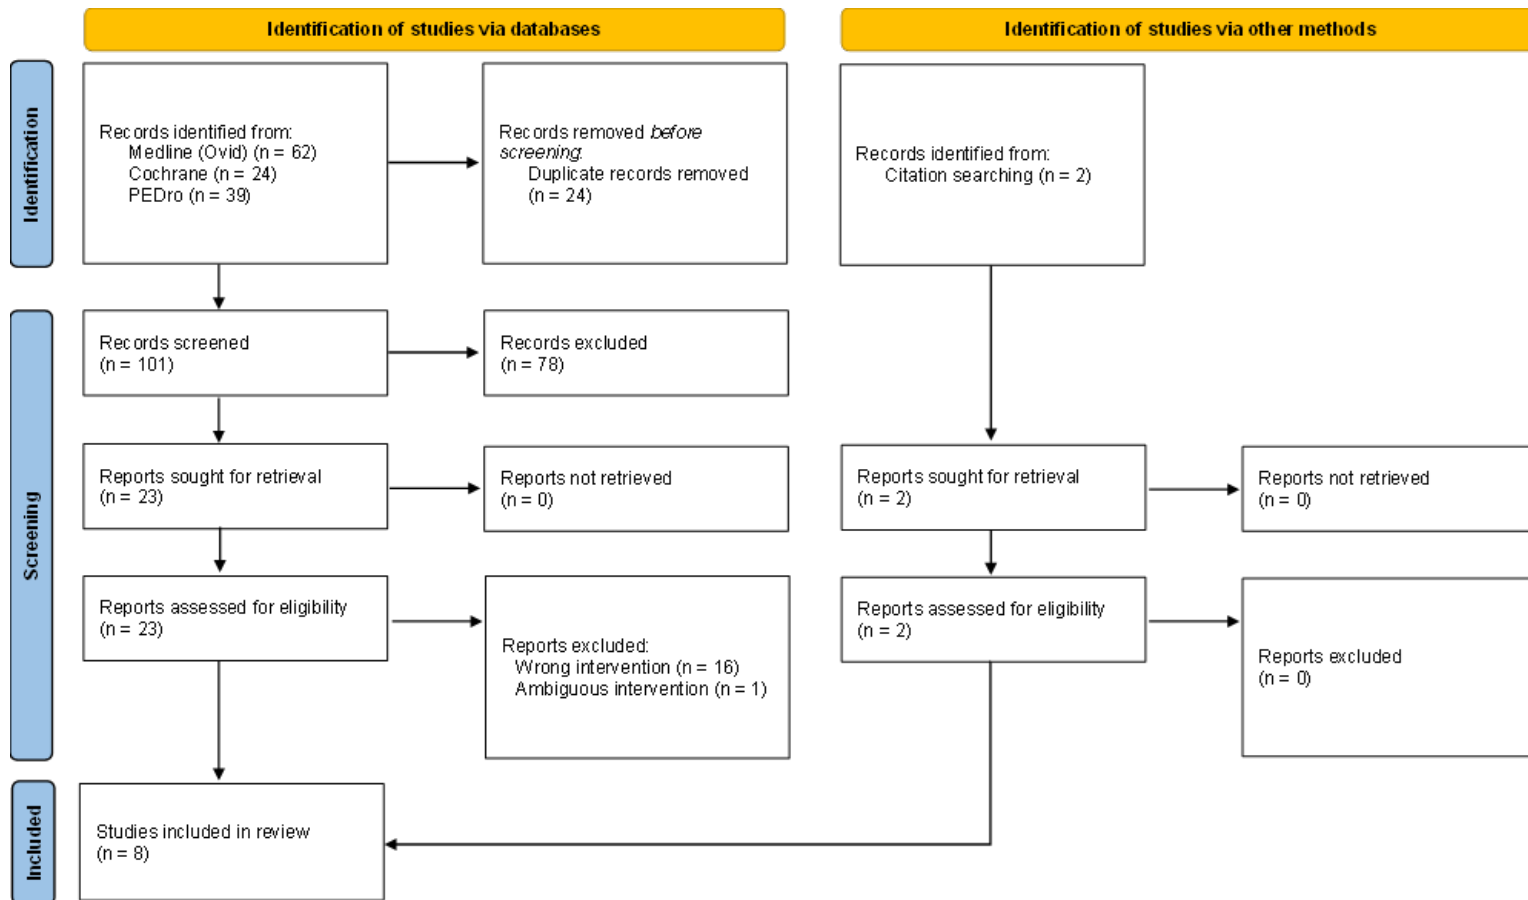 Identification of studies via databases
Identification of studies via other methods
Identification
Records identified from:
Medline (Ovid) (n = 62)
Cochrane (n = 24)
PEDro (n = 39)
Records removed before
screening:
Duplicate records removed
(n = 24)
Records identified from:
Citation searching (n = 2)
Screening
Records screened
(n = 101)
Records excluded
(n = 78)
Reports sought for retrieval
(n = 23)
Reports not retrieved
(n = 0)
Reports sought for retrieval
(n = 2)
Reports not retrieved
(n = 0)
Reports assessed for eligibility
(n = 23)
Reports excluded:
Wrong intervention (n = 16)
Ambiguous intervention (n = 1)
Reports assessed for eligibility
(n = 2)
Reports excluded
(n = 0)
Included
Studies included in review
(n = 8)